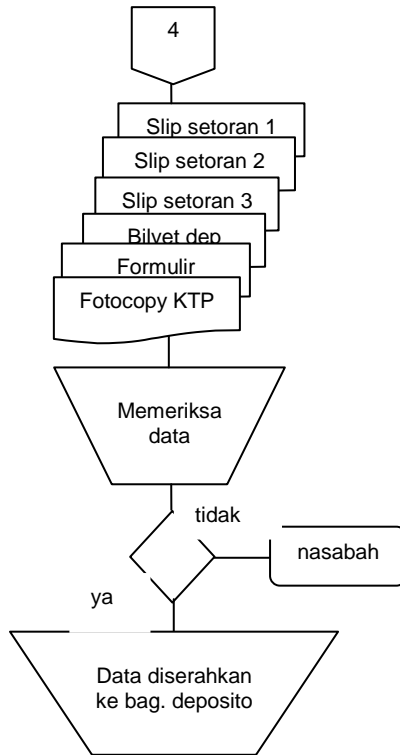 4
Slip setoran 1
Slip setoran 2
Slip setoran 3
Bilyet dep
Formulir
Fotocopy KTP
Memeriksa
data
tidak
nasabah
ya
Data diserahkan
ke bag. deposito